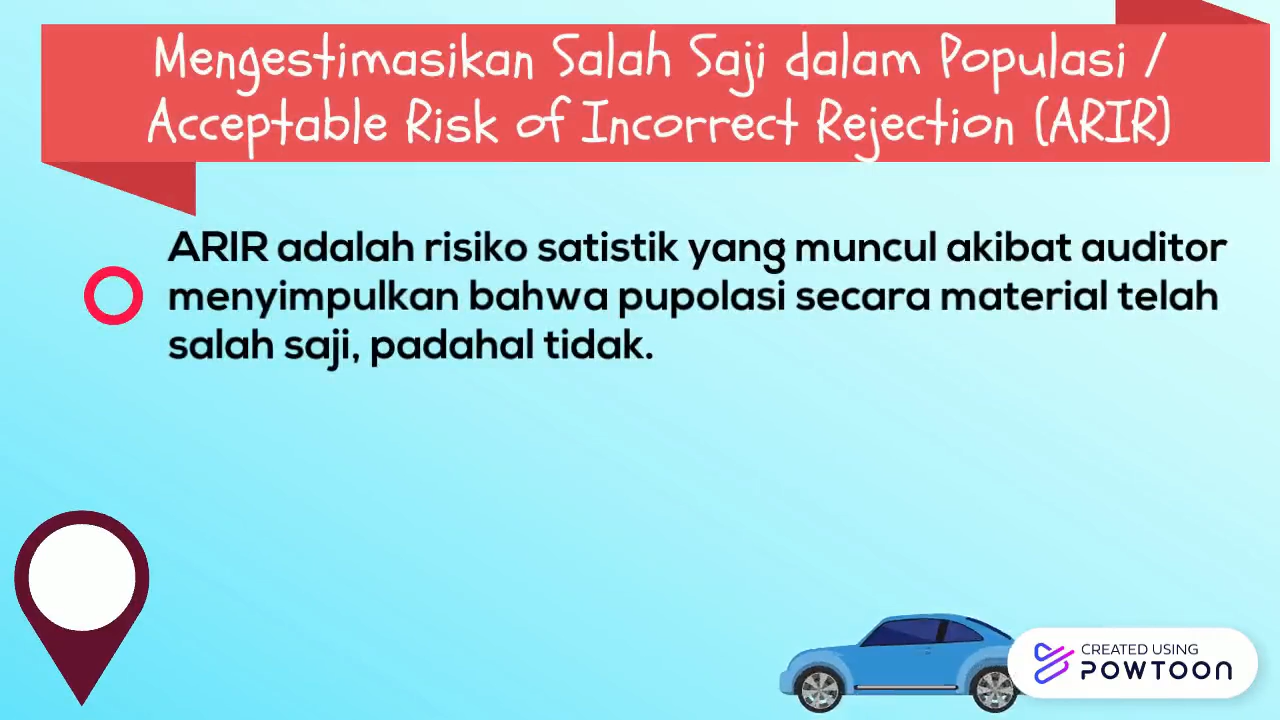 Mengestimasikan Salah Saji dalam Populasi /
Acceptable Risk of Incorrect Rejection (ARIR)
ARIR adalah risiko satistik yang muncul akibat auditor
menyimpulkan bahwa pupolasi secara material telah
salah saji, padahal tidak.
CREATED USING
POWTOON